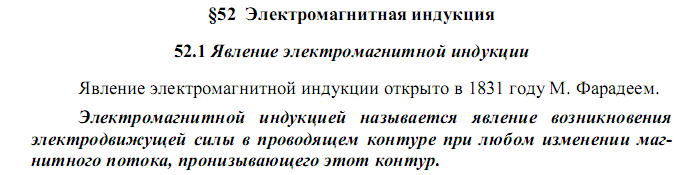 §52 Электромагнитная индукция
52.1 Явление электромагнитной индукции
Явление электромагнитной индукции открыто в 1831 году М. Фарадеем.
Электромагнитной индукцией называется явление возникновения
электродвижущей силы в проводящем контуре при любом изменении маг-
нитного потока, пронизывающего этот контур.